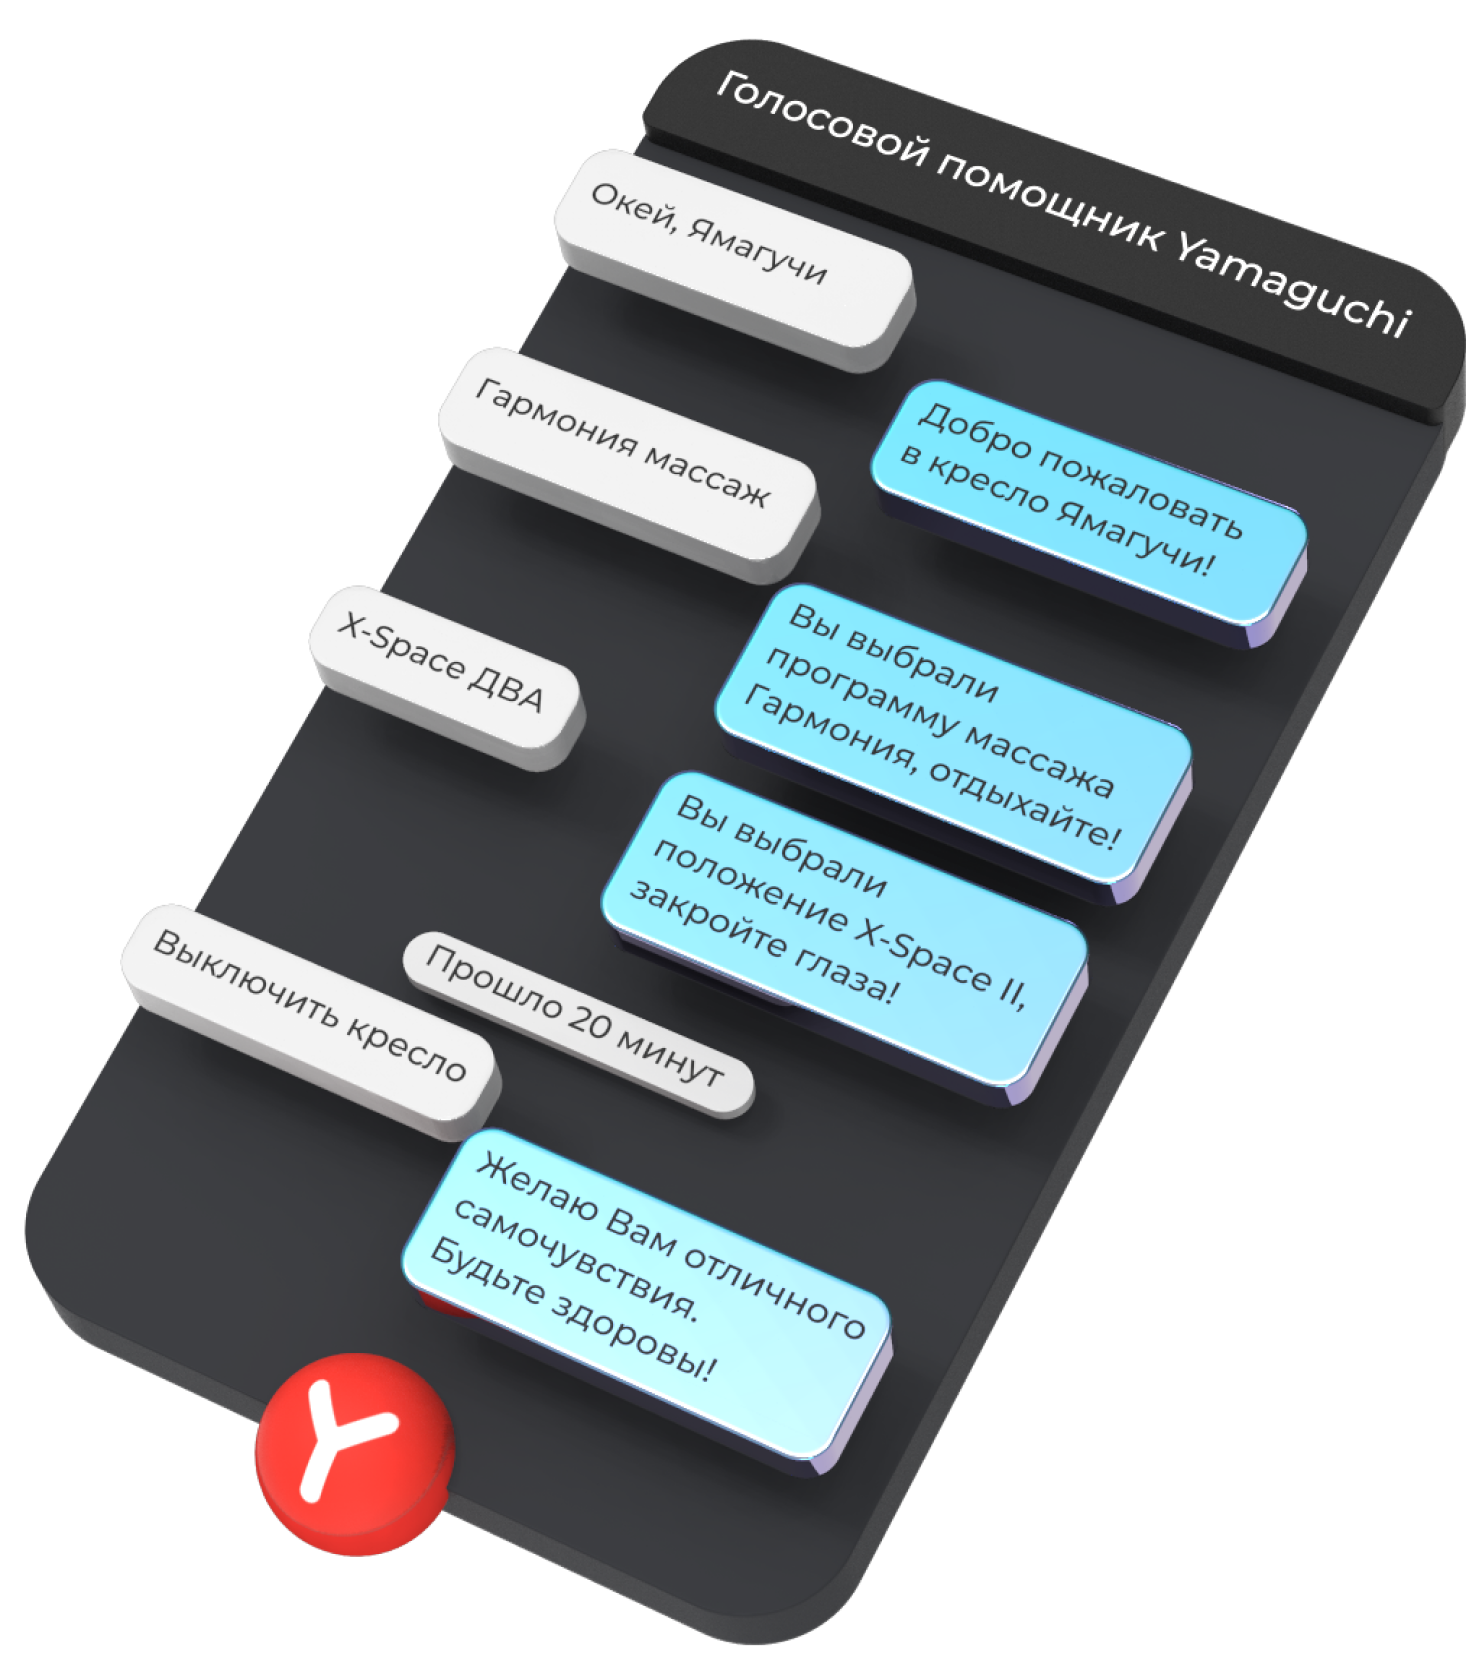 Голосовой помощник Yamaguchi
Окей, Ямагучи
Добро пожаловать
в кресло Ямагучи!
Гармония массаж
Вы выбрали
программу массажа
Гармония, отдыхайте!
X-Space ДВА
Вы выбрали
положение X-Space II,
закройте глаза!
Прошло 20 минут
Выключить кресло
Желаю Вам отличного
самочувствия.
Будьте здоровы!
Y